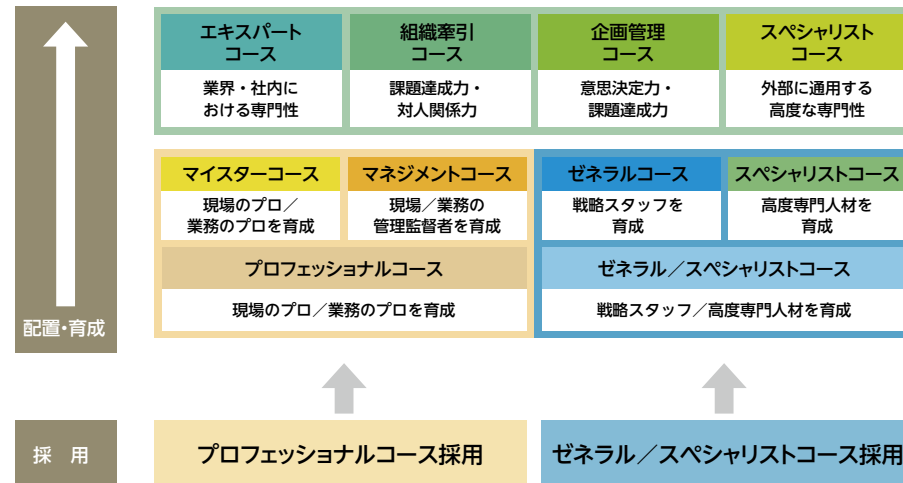 エキスパート
コース
組織牽引
コース
企画管理
コース
スペシャリスト
コース
業界・社内に
おける専門性
課題達成力・
対人関係力
意思決定力・
課題達成力
外部に通用する
高度な専門性
マイスターコース
マネジメントコース
ゼネラルコース
スペシャリストコース
現場のプロ／
業務のプロを育成
現場／業務の
管理監督者を育成
戦略スタッフを
育成
高度専門人材を
育成
プロフェッショナルコース
ゼネラル／スペシャリストコース
現場のプロ／業務のプロを育成
戦略スタッフ／高度専門人材を育成
配置・育成
採　用
プロフェッショナルコース採用
ゼネラル／スペシャリストコース採用